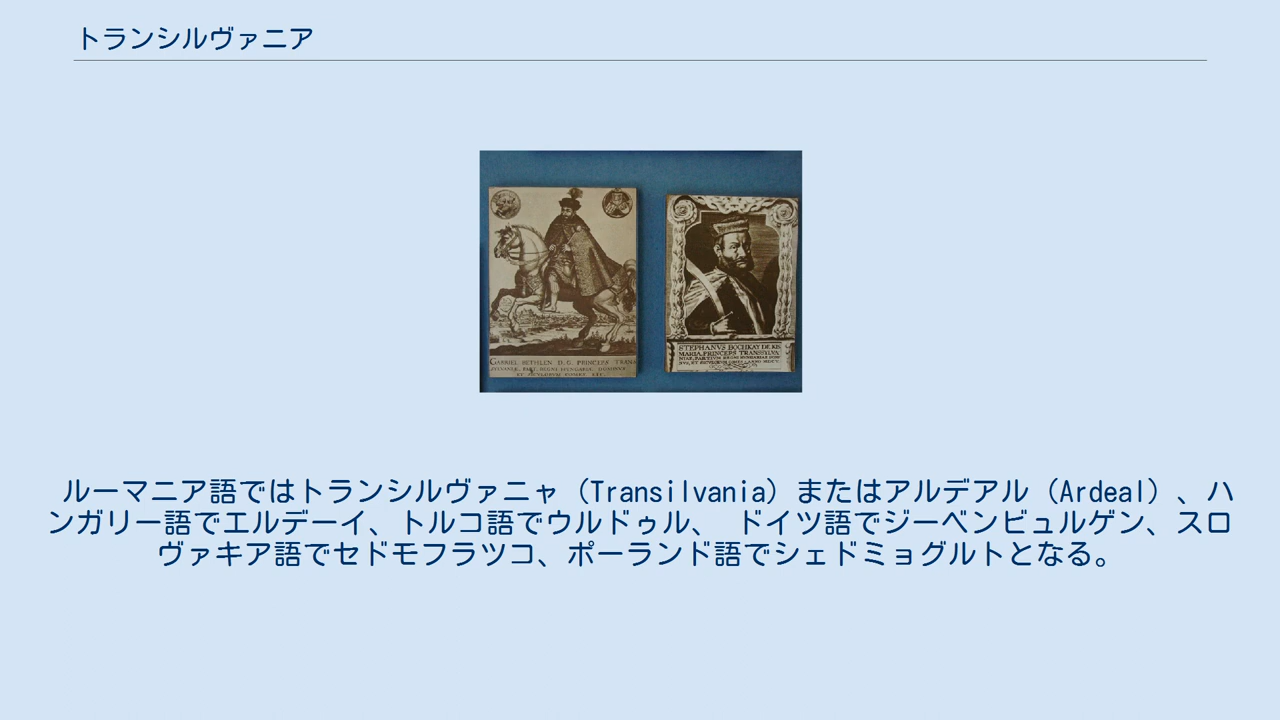 トランシルヴァニア
GABRIEL BETHLEN D. G. PRINCEPS TRAN
STEPHANVS BOCHKAY DE KIS
MARIA, PRINCEPS TRANSYLVA
NIAE, PARTIVM REGNI HVNGARIAE
ルーマニア語ではトランシルヴァニャ（Transilvania）またはアルデアル（Ardeal）、ハ
ンガリー語でエルデーイ、トルコ語でウルドゥル、 ドイツ語でジーベンビュルゲン、スロ
ヴァキア語でセドモフラツコ、ポーランド語でシェドミョグルトとなる。